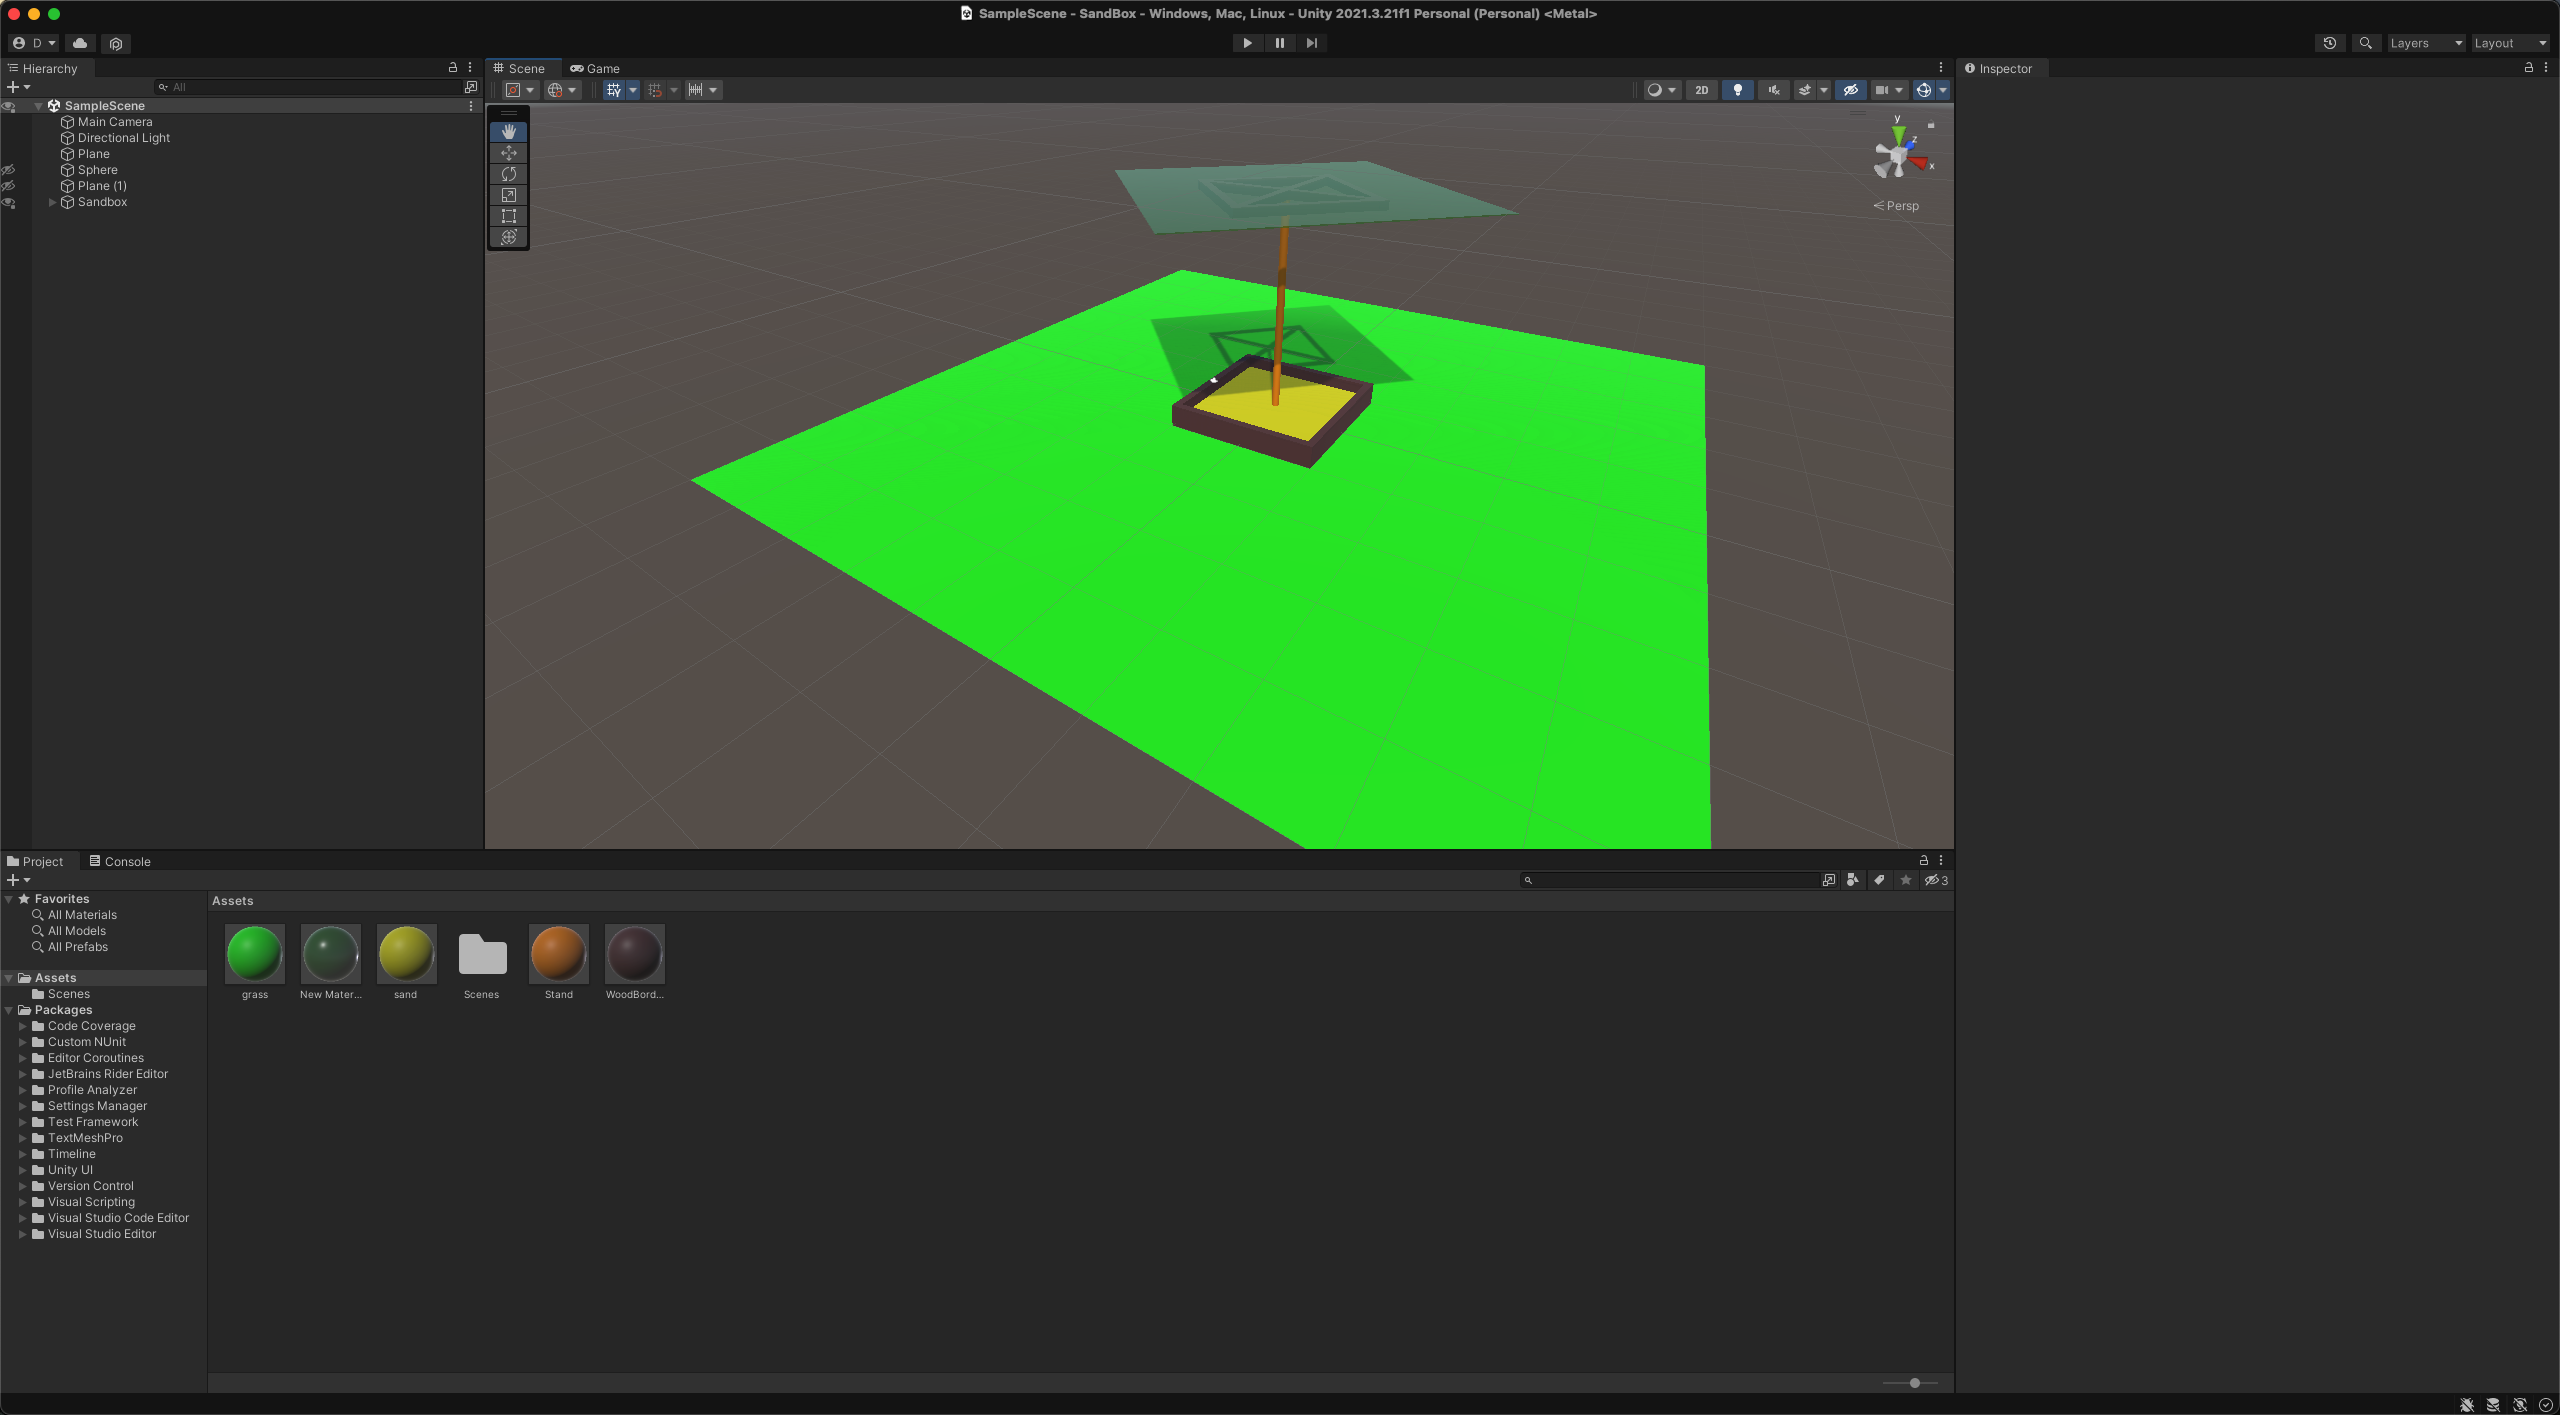 SampleScene - SandBox - Windows, Mac, Linux - Unity 2021.3.21f1 Personal (Personal) <Metal>
D
Layers
Layout
Hierarchy
All
SampleScene
Main Camera
Directional Light
Plane
Sphere
Plane (1)
Sandbox
Scene
Game
2D
y
z
x
Persp
Inspector
Project
Console
3
Favorites
All Materials
All Models
All Prefabs
Assets
Scenes
Packages
Code Coverage
Custom NUnit
Editor Coroutines
JetBrains Rider Editor
Profile Analyzer
Settings Manager
Test Framework
TextMeshPro
Timeline
Unity UI
Version Control
Visual Scripting
Visual Studio Code Editor
Visual Studio Editor
Assets
grass
New Mater...
sand
Scenes
Stand
WoodBord...